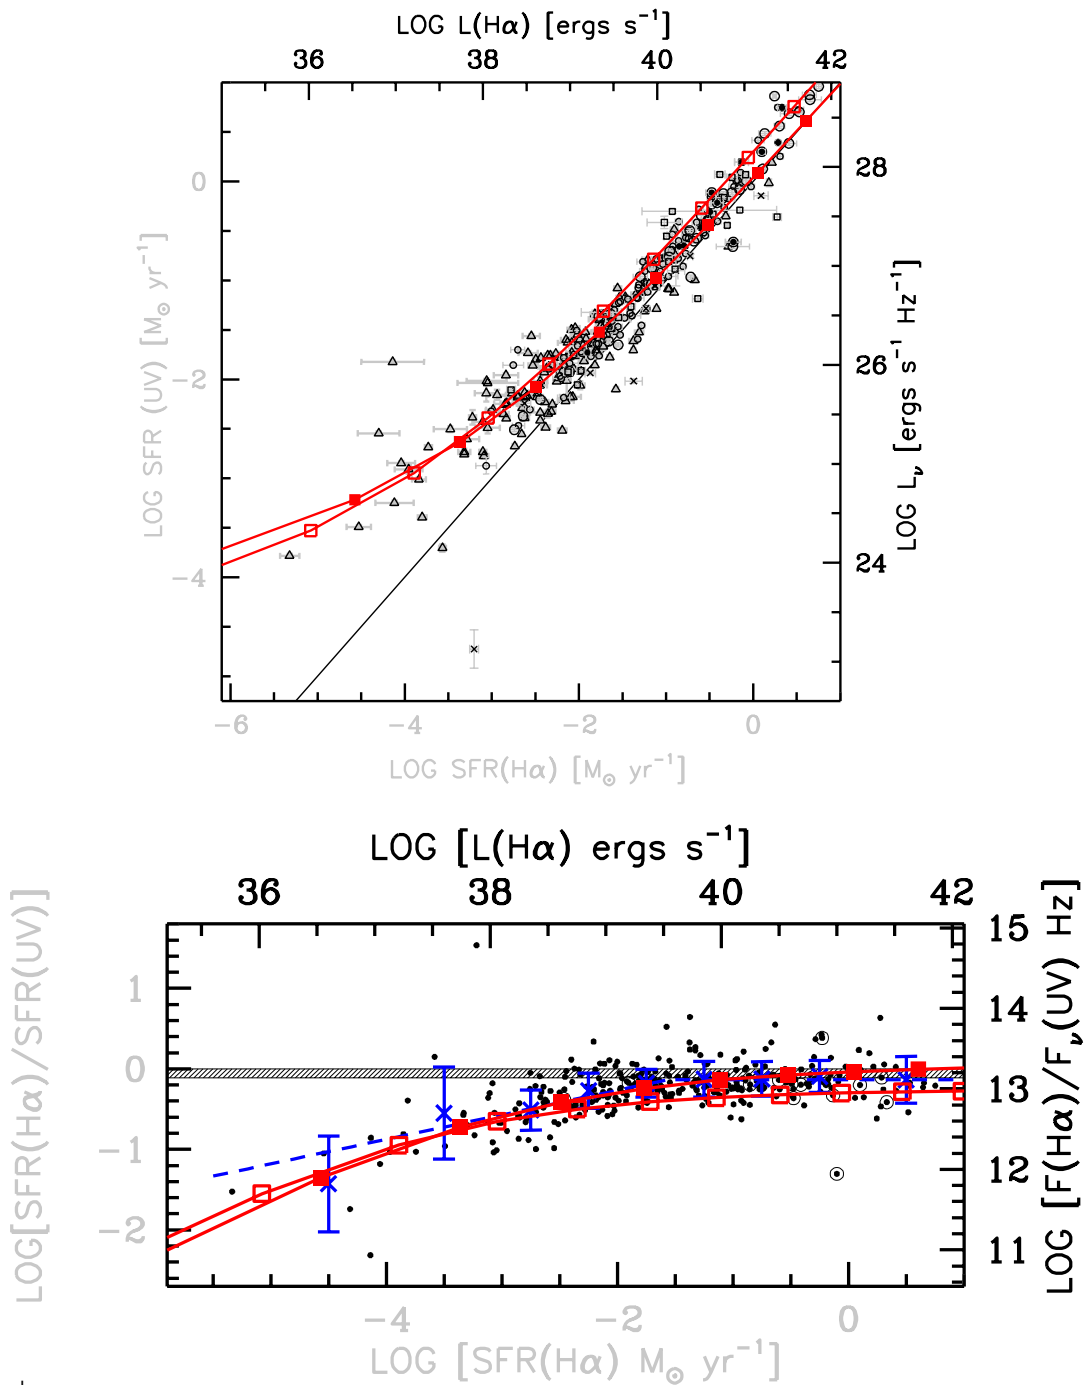 LOG L(Hα) [ergs s⁻¹]
36 38 40 42
0
−2
−4
LOG SFR (UV) [M⊙ yr⁻¹]
28
26
24
LOG Lν [ergs s⁻¹ Hz⁻¹]
−6 −4 −2 0
LOG SFR(Hα) [M⊙ yr⁻¹]
LOG [L(Hα) ergs s⁻¹]
36 38 40 42
1
0
−1
−2
LOG[SFR(Hα)/SFR(UV)]
15
14
13
12
11
LOG [F(Hα)/Fν(UV) Hz]
−4 −2 0
LOG [SFR(Hα) M⊙ yr⁻¹]